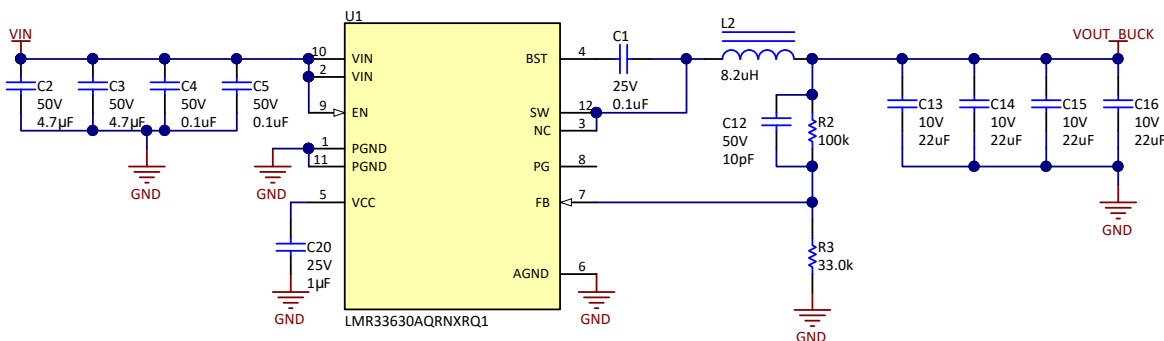 U1
VIN
C2
50V
4.7µF
C3
50V
4.7µF
C4
50V
0.1uF
C5
50V
0.1uF
GND
10
VIN
2
VIN
9
EN
1
PGND
11
PGND
GND
5
VCC
C20
25V
1µF
GND
BST
4
SW
12
NC
3
PG
8
FB
7
AGND
6
GND
LMR33630AQRNXRQ1
C1
25V
0.1uF
L2
8.2uH
C12
50V
10pF
R2
100k
R3
33.0k
GND
VOUT_BUCK
C13
10V
22uF
C14
10V
22uF
C15
10V
22uF
C16
10V
22uF
GND